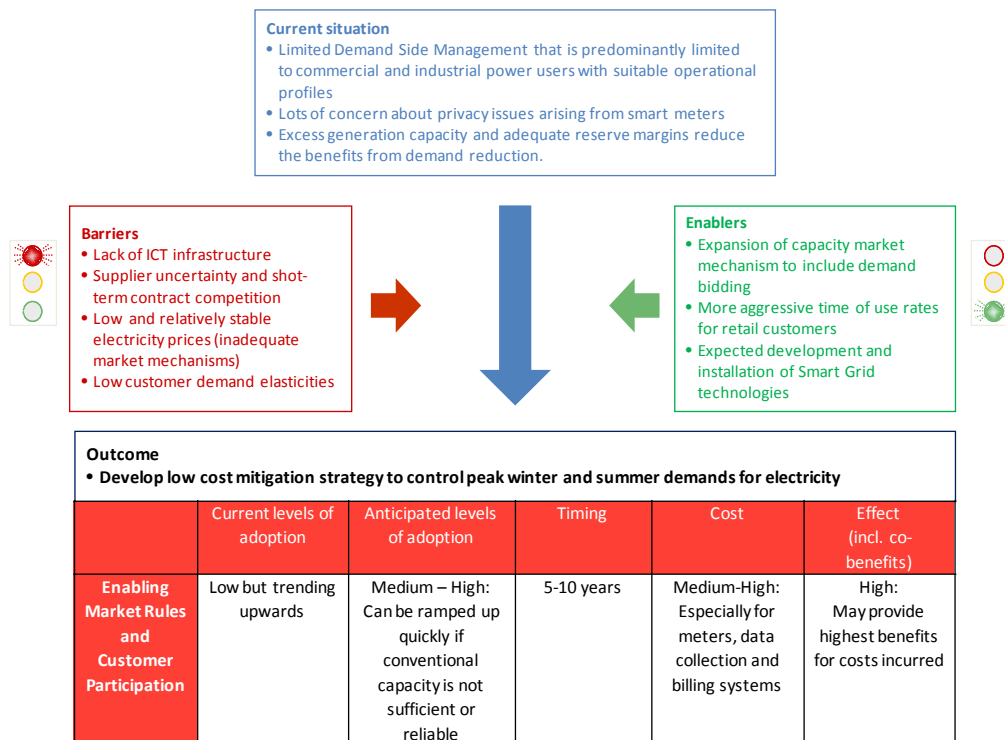 Current situation
• Limited Demand Side Management that is predominantly limited
to commercial and industrial power users with suitable operational
profiles
• Lots of concern about privacy issues arising from smart meters
• Excess generation capacity and adequate reserve margins reduce
the benefits from demand reduction.
Barriers
• Lack of ICT infrastructure
• Supplier uncertainty and shot-
term contract competition
• Low and relatively stable
electricity prices (inadequate
market mechanisms)
• Low customer demand elasticities
Enablers
• Expansion of capacity market
mechanism to include demand
bidding
• More aggressive time of use rates
for retail customers
• Expected development and
installation of Smart Grid
technologies
Outcome
• Develop low cost mitigation strategy to control peak winter and summer demands for electricity
Current levels of
adoption
Anticipated levels
of adoption
Timing
Cost
Effect
(incl. co-
benefits)
Enabling
Market Rules
and
Customer
Participation
Low but trending
upwards
Medium – High:
Can be ramped up
quickly if
conventional
capacity is not
sufficient or
reliable
5-10 years
Medium-High:
Especially for
meters, data
collection and
billing systems
High:
May provide
highest benefits
for costs incurred